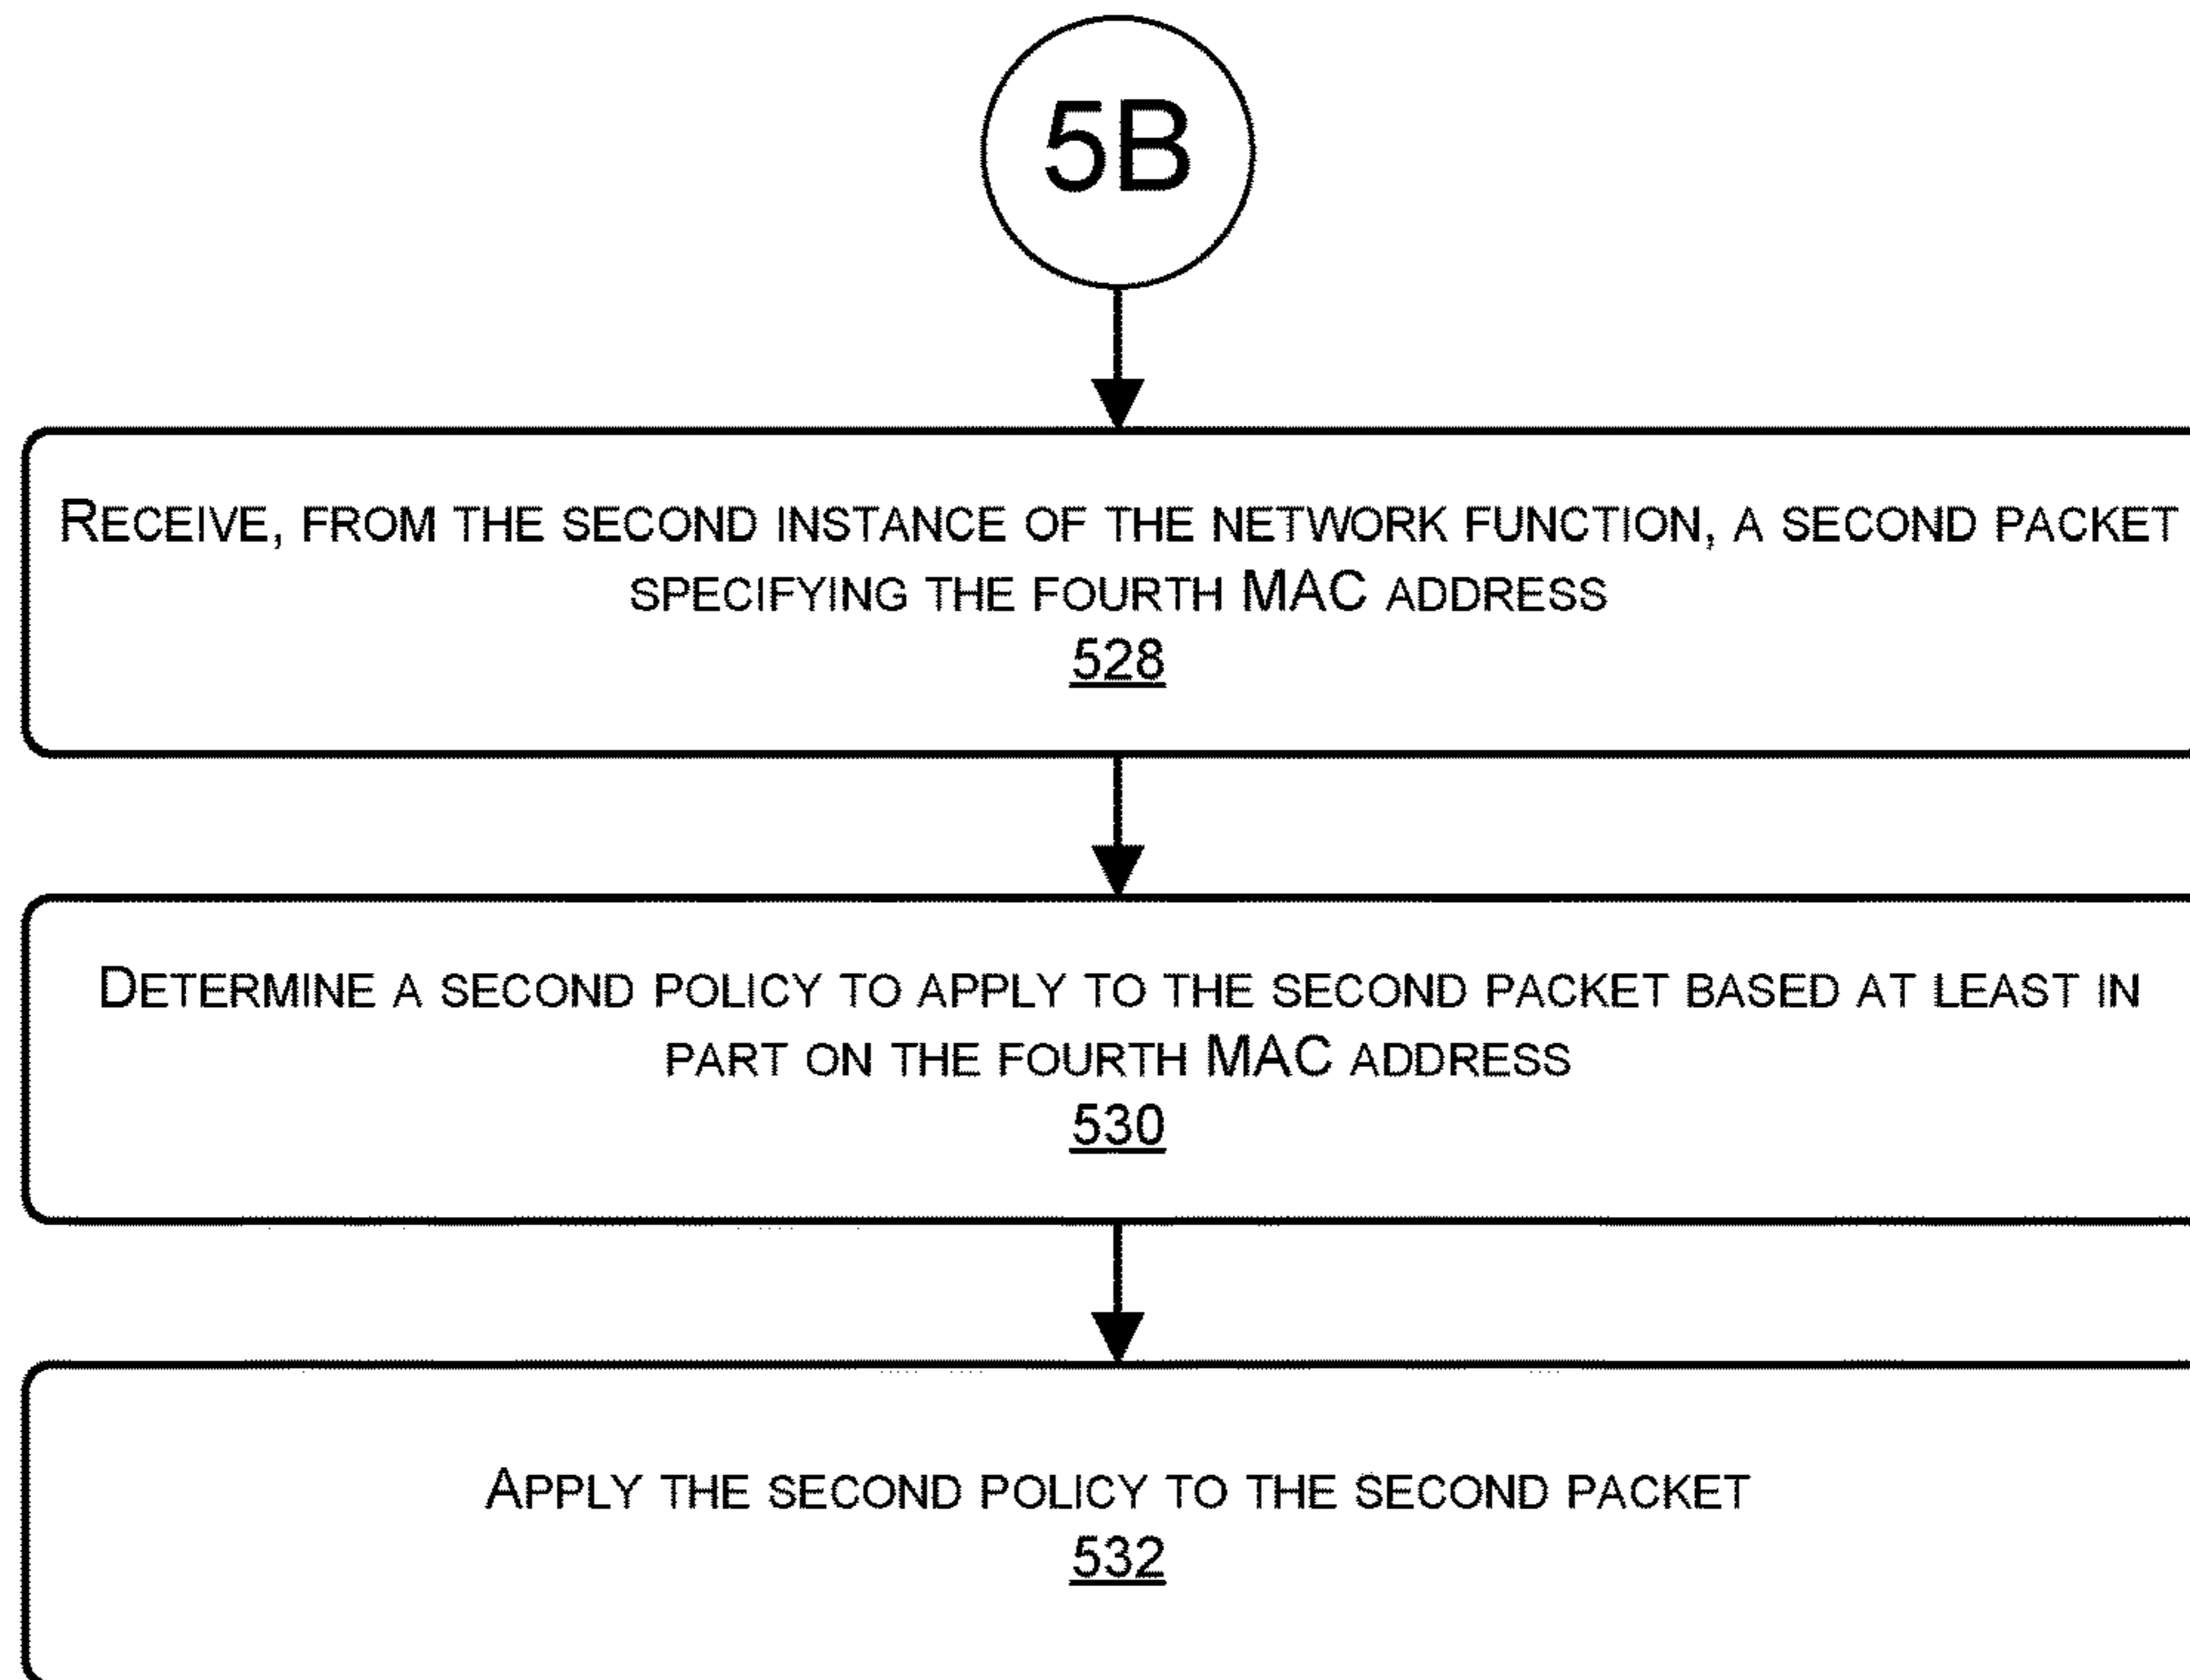 5B
RECEIVE, FROM THE SECOND INSTANCE OF THE NETWORK FUNCTION, A SECOND PACKET
SPECIFYING THE FOURTH MAC ADDRESS
528
DETERMINE A SECOND POLICY TO APPLY TO THE SECOND PACKET BASED AT LEAST IN
PART ON THE FOURTH MAC ADDRESS
530
APPLY THE SECOND POLICY TO THE SECOND PACKET
532